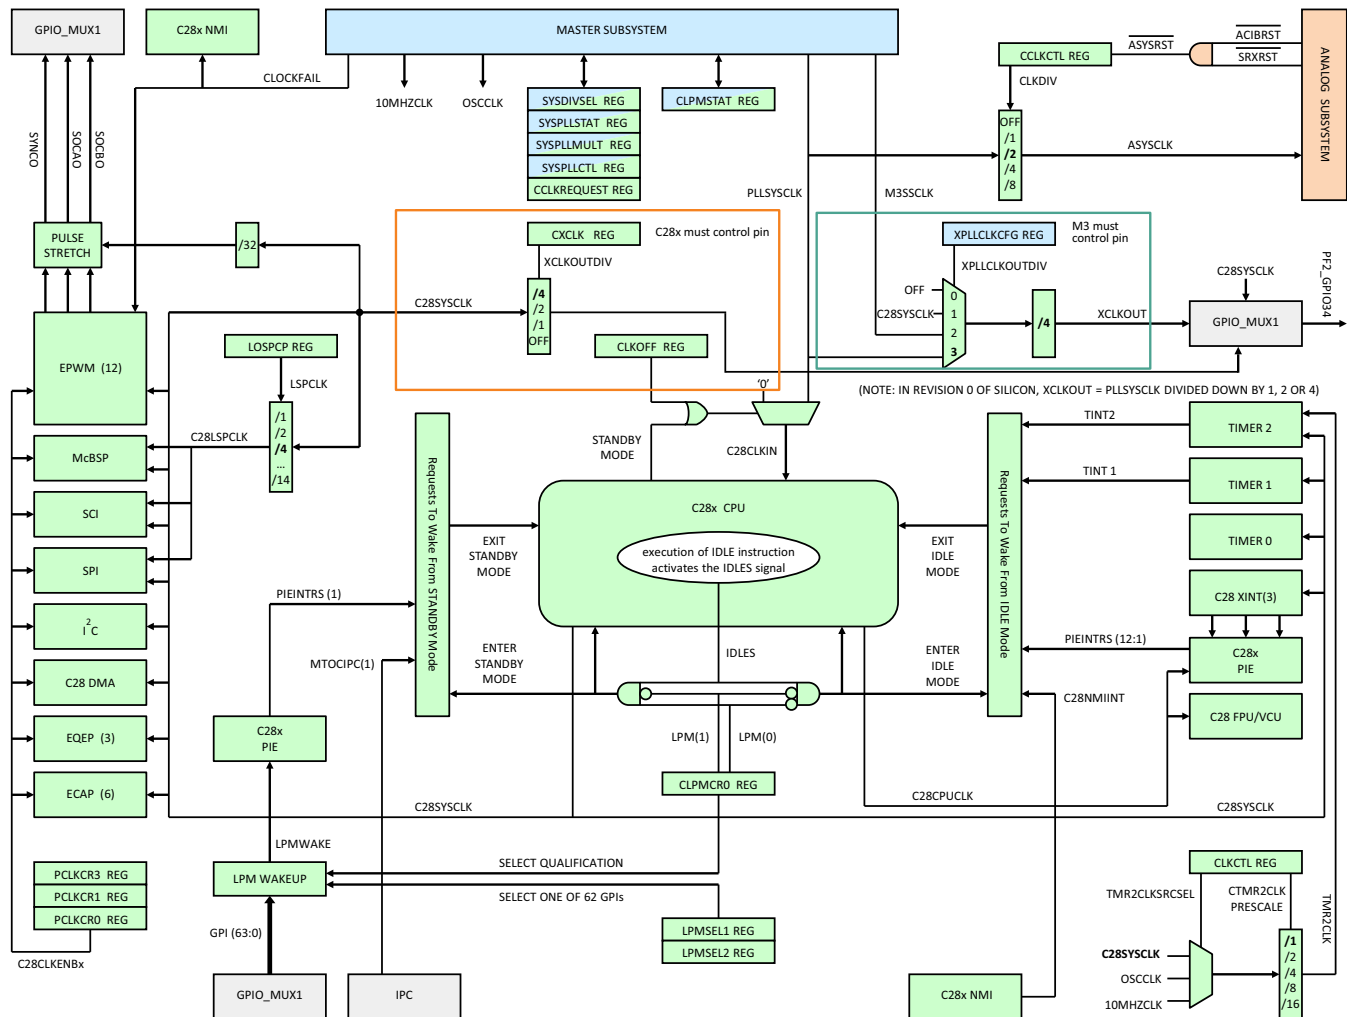 GPIO_MUX1
C28x NMI
MASTER SUBSYSTEM
ACIBRST
ASYSRST
SRXRST
CCLKCTL REG
ANALOG SUBSYSTEM
CLOCKFAIL
CLKDIV
10MHZCLK
OSCCLK
SYSDIVSEL REG
SYSPLLSTAT REG
SYSPLLMULT REG
SYSPLLCTL REG
CCLKREQUEST REG
CLPMSTAT REG
OFF
/1
/2
/4
/8
ASYSCLK
SYNCO
SOCAO
SOCBO
PLLSYSCLK
M3SSCLK
PULSE
STRETCH
/32
CXCLK REG
C28x must control pin
XCLKOUTDIV
XPLLCLKCFG REG
M3 must
control pin
XPLLCLKOUTDIV
C28SYSCLK
PF2_GPIO34
C28SYSCLK
/4
/2
/1
OFF
OFF
C28SYSCLK
0
1
2
3
/4
XCLKOUT
GPIO_MUX1
EPWM (12)
LOSPCP REG
LSPCLK
CLKOFF REG
'0'
(NOTE: IN REVISION 0 OF SILICON, XCLKOUT = PLLSYSCLK DIVIDED DOWN BY 1, 2 OR 4)
C28LSPCLK
/1
/2
/4
...
/14
STANDBY
MODE
C28CLKIN
TINT2
TIMER 2
McBSP
Requests To Wake From STANDBY Mode
Requests To Wake From IDLE Mode
TINT 1
TIMER 1
SCI
C28x CPU
TIMER 0
EXIT
STANDBY
MODE
execution of IDLE instruction
activates the IDLES signal
EXIT
IDLE
MODE
SPI
PIEINTRS (1)
C28 XINT(3)
I2C
PIEINTRS (12:1)
C28x
PIE
MTOCIPC(1)
ENTER
STANDBY
MODE
IDLES
ENTER
IDLE
MODE
C28 DMA
C28NMIINT
C28 FPU/VCU
EQEP (3)
C28x
PIE
LPM(1)
LPM(0)
ECAP (6)
CLPMCR0 REG
C28SYSCLK
C28CPUCLK
C28SYSCLK
LPMWAKE
SELECT QUALIFICATION
CLKCTL REG
PCLKCR3 REG
PCLKCR1 REG
PCLKCR0 REG
LPM WAKEUP
SELECT ONE OF 62 GPIs
TMR2CLKSRCSEL
CTMR2CLK
PRESCALE
TMR2CLK
GPI (63:0)
LPMSEL1 REG
LPMSEL2 REG
C28CLKENBx
C28SYSCLK
OSCCLK
10MHZCLK
/1
/2
/4
/8
/16
GPIO_MUX1
IPC
C28x NMI